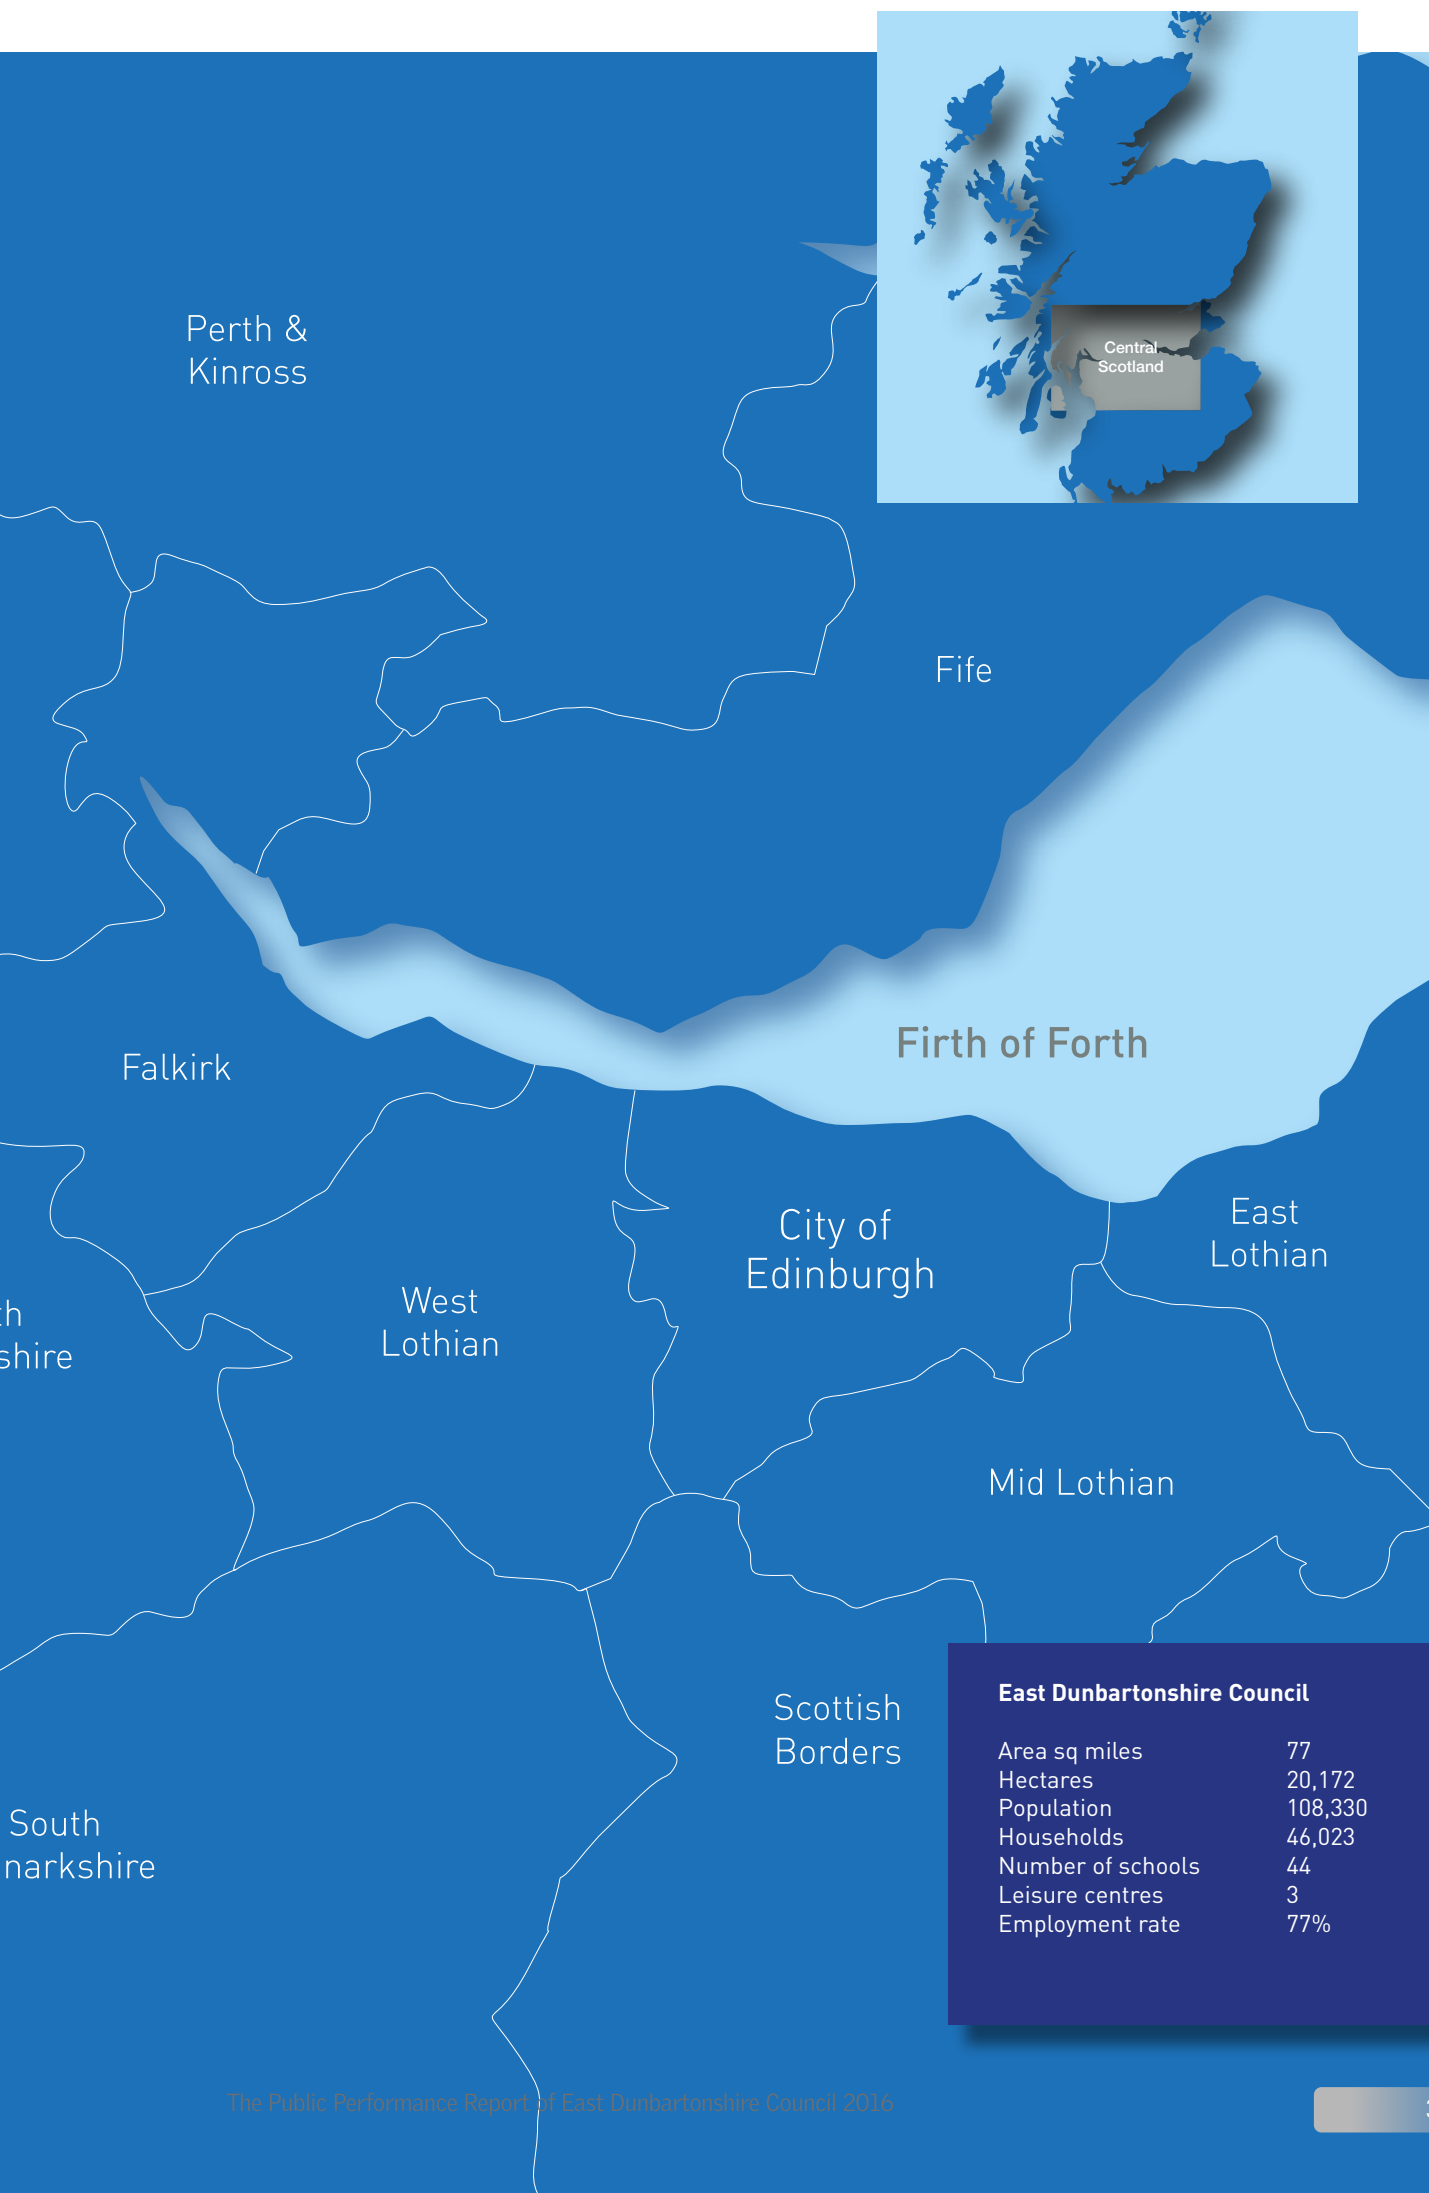 Central
Scotland
Perth &
Kinross
Fife
Firth of Forth
Falkirk
City of
Edinburgh
East
Lothian
West
Lothian
shire
Mid Lothian
East Dunbartonshire Council
Area sq miles 77
Hectares 20,172
Population 108,330
Households 46,023
Number of schools 44
Leisure centres 3
Employment rate 77%
Scottish
Borders
South
narkshire
The Public Performance Report of East Dunbartonshire Council 2016